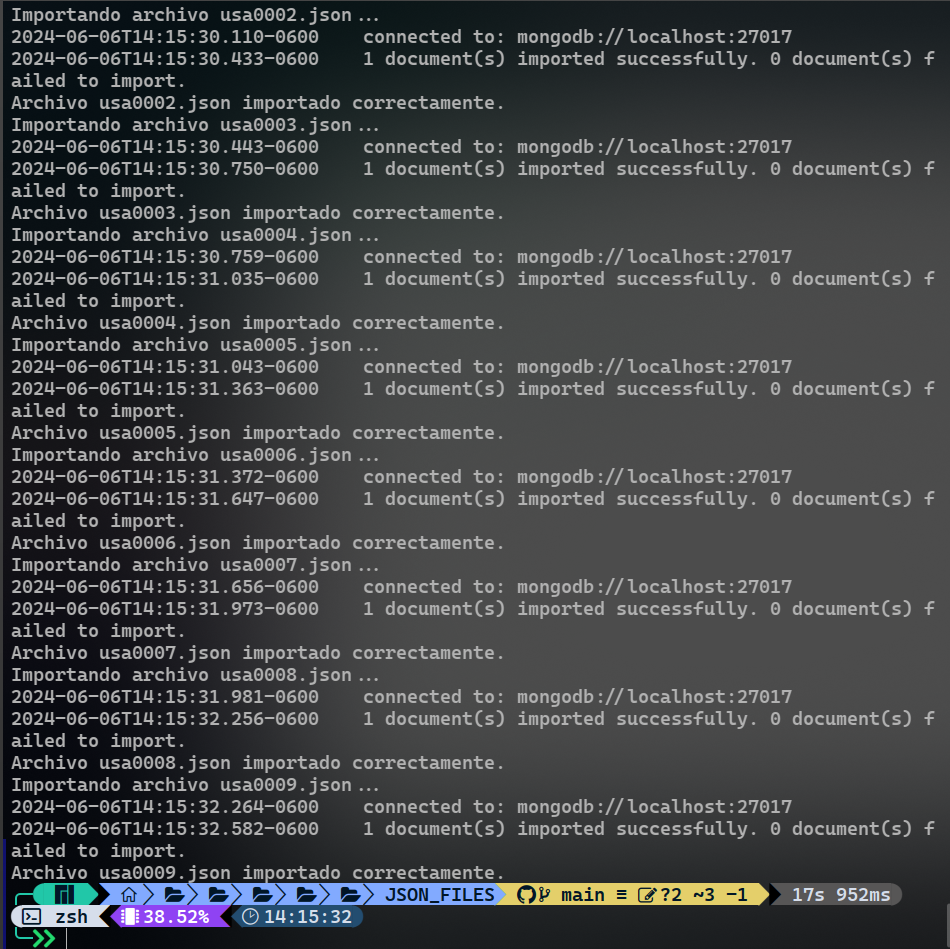 Importando archivo usa0002.json...
2024-06-06T14:15:30.110-0600    connected to: mongodb://localhost:27017
2024-06-06T14:15:30.433-0600    1 document(s) imported successfully. 0 document(s) f
ailed to import.
Archivo usa0002.json importado correctamente.
Importando archivo usa0003.json...
2024-06-06T14:15:30.443-0600    connected to: mongodb://localhost:27017
2024-06-06T14:15:30.750-0600    1 document(s) imported successfully. 0 document(s) f
ailed to import.
Archivo usa0003.json importado correctamente.
Importando archivo usa0004.json...
2024-06-06T14:15:30.759-0600    connected to: mongodb://localhost:27017
2024-06-06T14:15:31.035-0600    1 document(s) imported successfully. 0 document(s) f
ailed to import.
Archivo usa0004.json importado correctamente.
Importando archivo usa0005.json...
2024-06-06T14:15:31.043-0600    connected to: mongodb://localhost:27017
2024-06-06T14:15:31.363-0600    1 document(s) imported successfully. 0 document(s) f
ailed to import.
Archivo usa0005.json importado correctamente.
Importando archivo usa0006.json...
2024-06-06T14:15:31.372-0600    connected to: mongodb://localhost:27017
2024-06-06T14:15:31.647-0600    1 document(s) imported successfully. 0 document(s) f
ailed to import.
Archivo usa0006.json importado correctamente.
Importando archivo usa0007.json...
2024-06-06T14:15:31.656-0600    connected to: mongodb://localhost:27017
2024-06-06T14:15:31.973-0600    1 document(s) imported successfully. 0 document(s) f
ailed to import.
Archivo usa0007.json importado correctamente.
Importando archivo usa0008.json...
2024-06-06T14:15:31.981-0600    connected to: mongodb://localhost:27017
2024-06-06T14:15:32.256-0600    1 document(s) imported successfully. 0 document(s) f
ailed to import.
Archivo usa0008.json importado correctamente.
Importando archivo usa0009.json...
2024-06-06T14:15:32.264-0600    connected to: mongodb://localhost:27017
2024-06-06T14:15:32.582-0600    1 document(s) imported successfully. 0 document(s) f
ailed to import.
Archivo usa0009.json importado correctamente.
JSON_FILES main ≡ ?2 ~3 -1 17s 952ms
zsh 38.52% 14:15:32